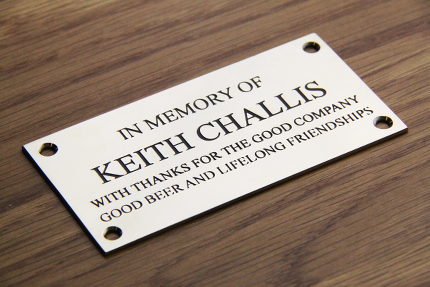 IN MEMORY OF
KEITH CHALLIS
WITH THANKS FOR THE GOOD COMPANY
GOOD BEER AND LIFELONG FRIENDSHIPS